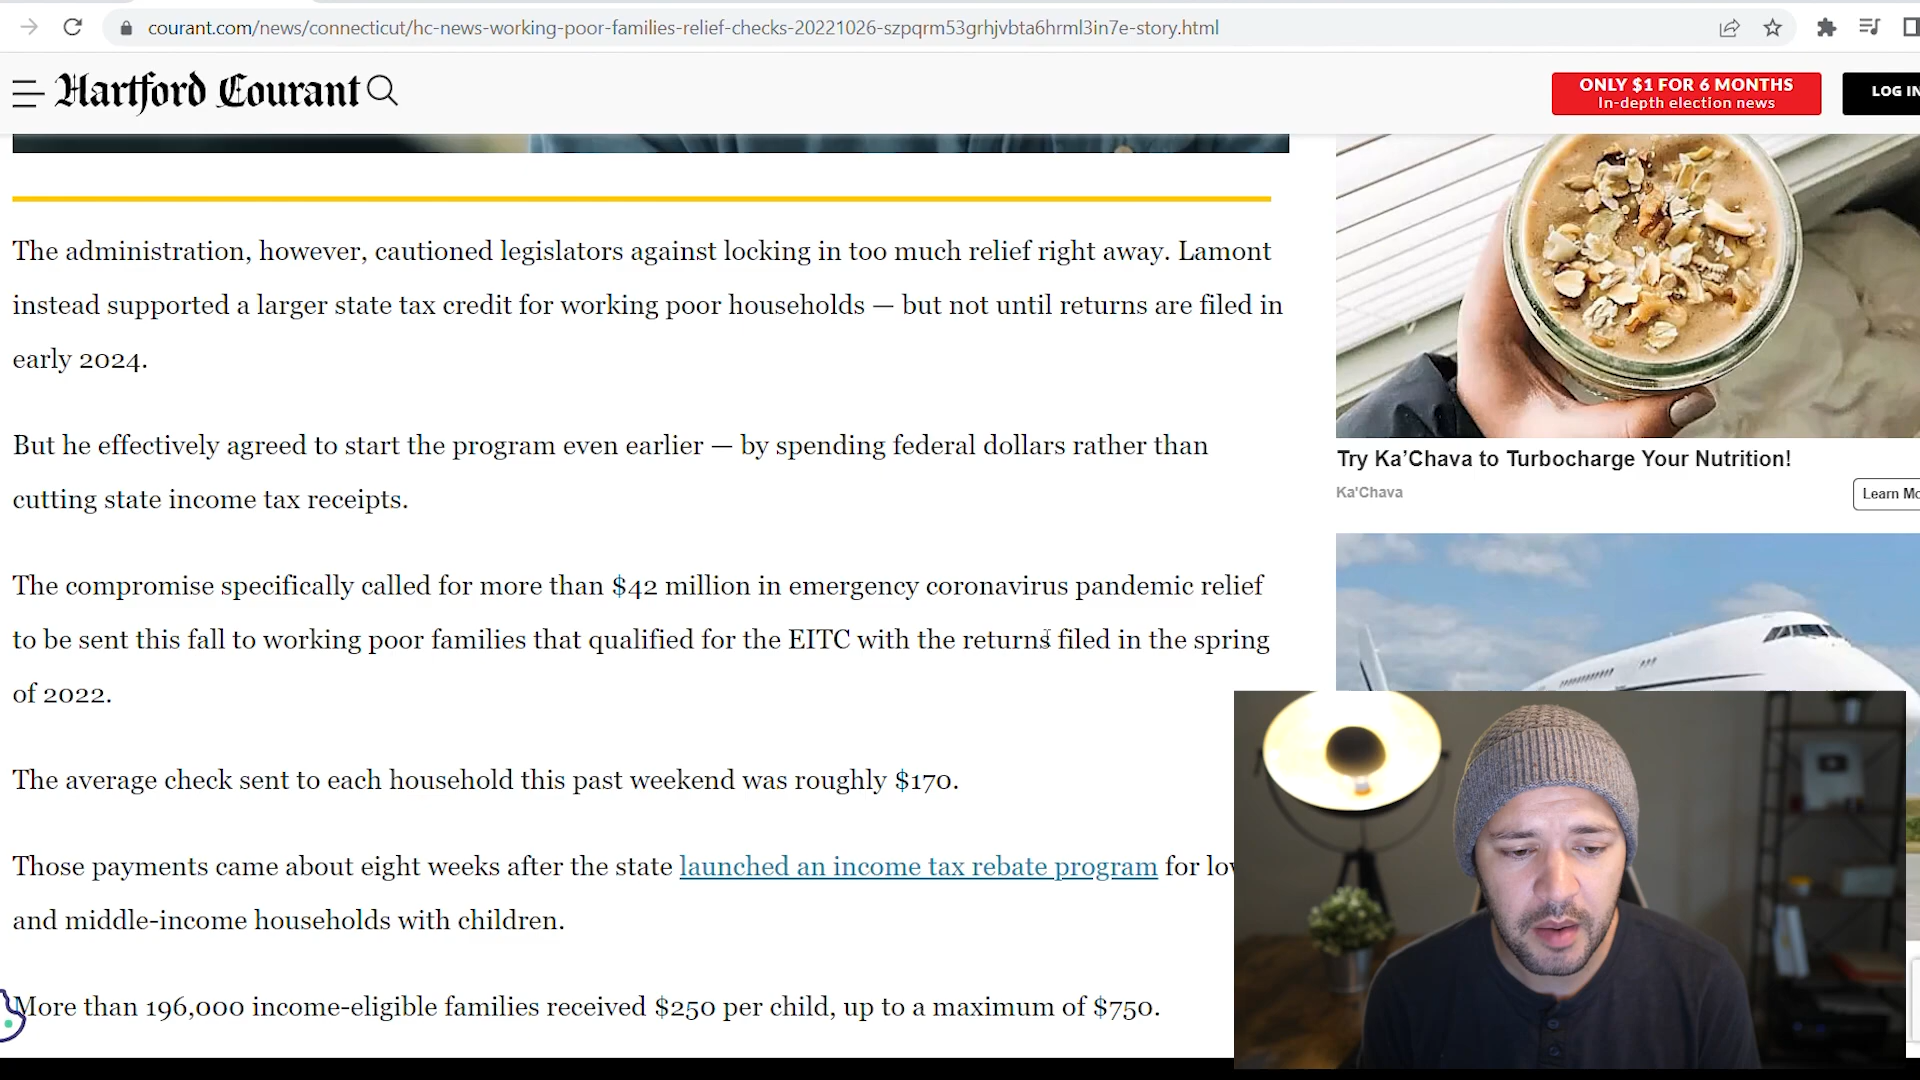 courant.com/news/connecticut/hc-news-working-poor-families-relief-checks-20221026-szpqrm53grhjvbta6hrml3in7e-story.html
Hartford Courant
ONLY $1 FOR 6 MONTHS
In-depth election news
LOG IN
The administration, however, cautioned legislators against locking in too much relief right away. Lamont
instead supported a larger state tax credit for working poor households — but not until returns are filed in
early 2024.
But he effectively agreed to start the program even earlier — by spending federal dollars rather than
cutting state income tax receipts.
The compromise specifically called for more than $42 million in emergency coronavirus pandemic relief
to be sent this fall to working poor families that qualified for the EITC with the returns filed in the spring
of 2022.
The average check sent to each household this past weekend was roughly $170.
Those payments came about eight weeks after the state launched an income tax rebate program for
and middle-income households with children.
More than 196,000 income-eligible families received $250 per child, up to a maximum of $750.
Try Ka'Chava to Turbocharge Your Nutrition!
Ka'Chava
Learn